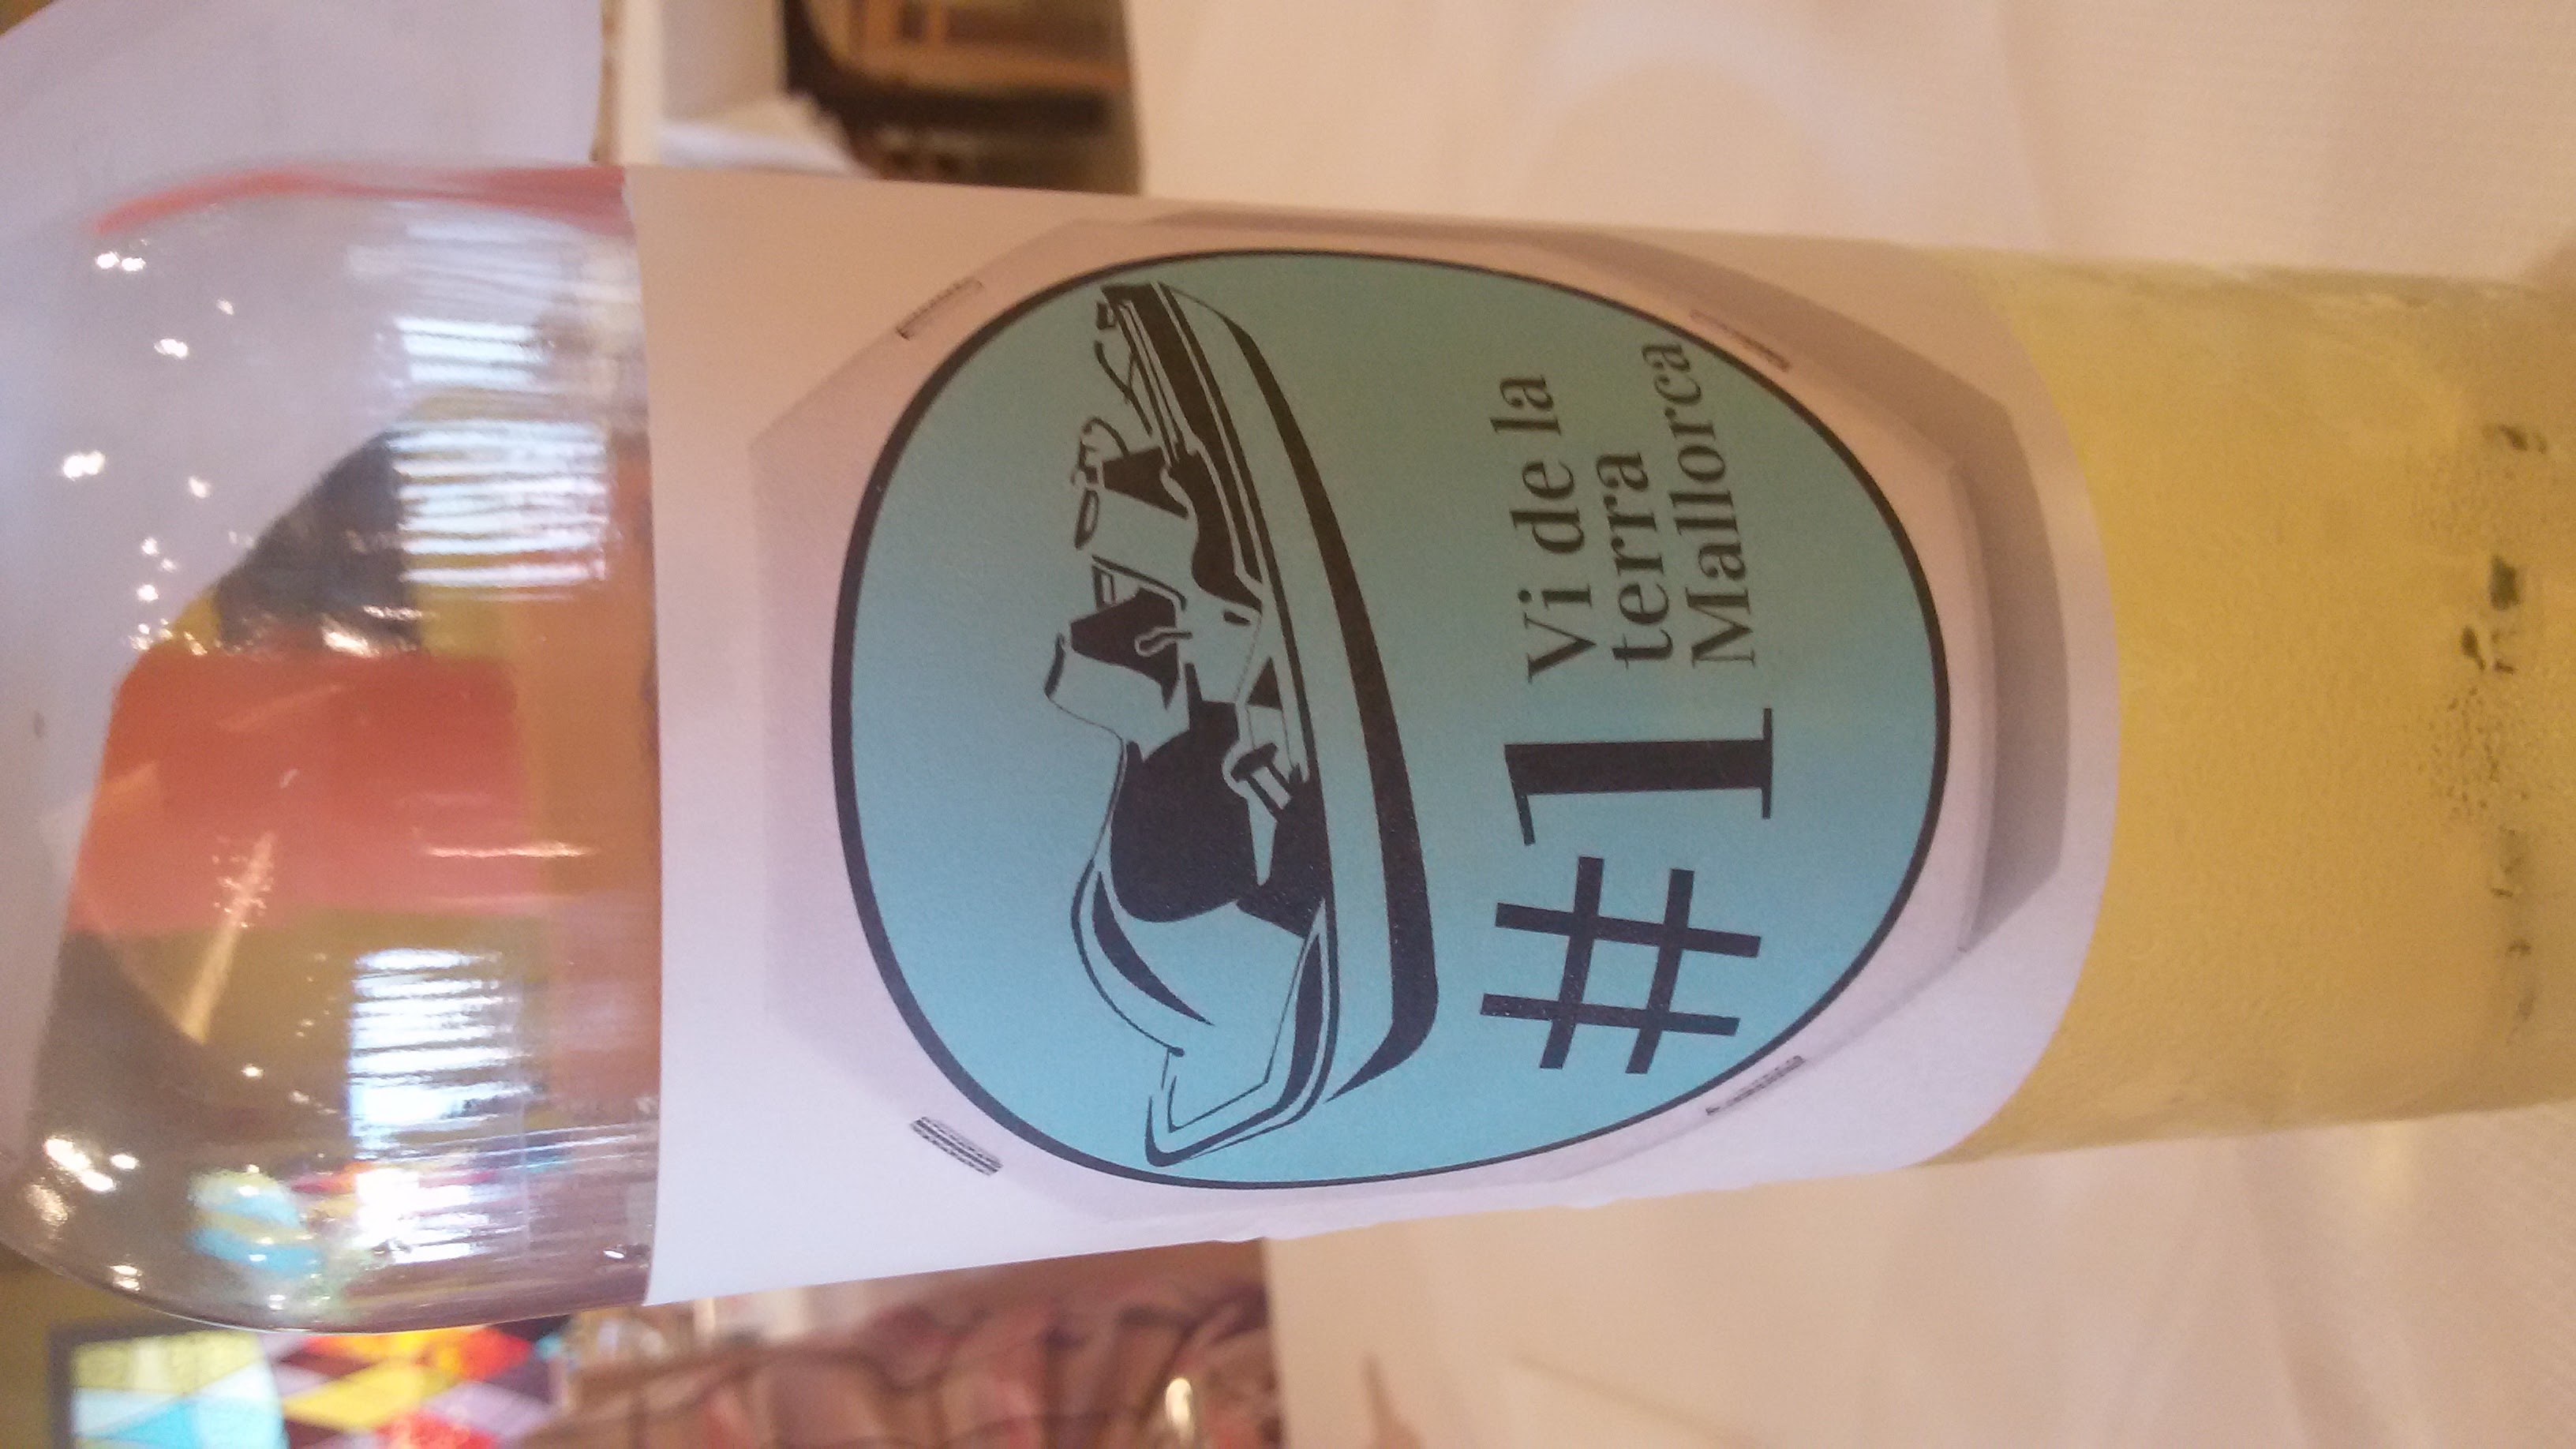 #1
Vi de la
terra
Mallorca